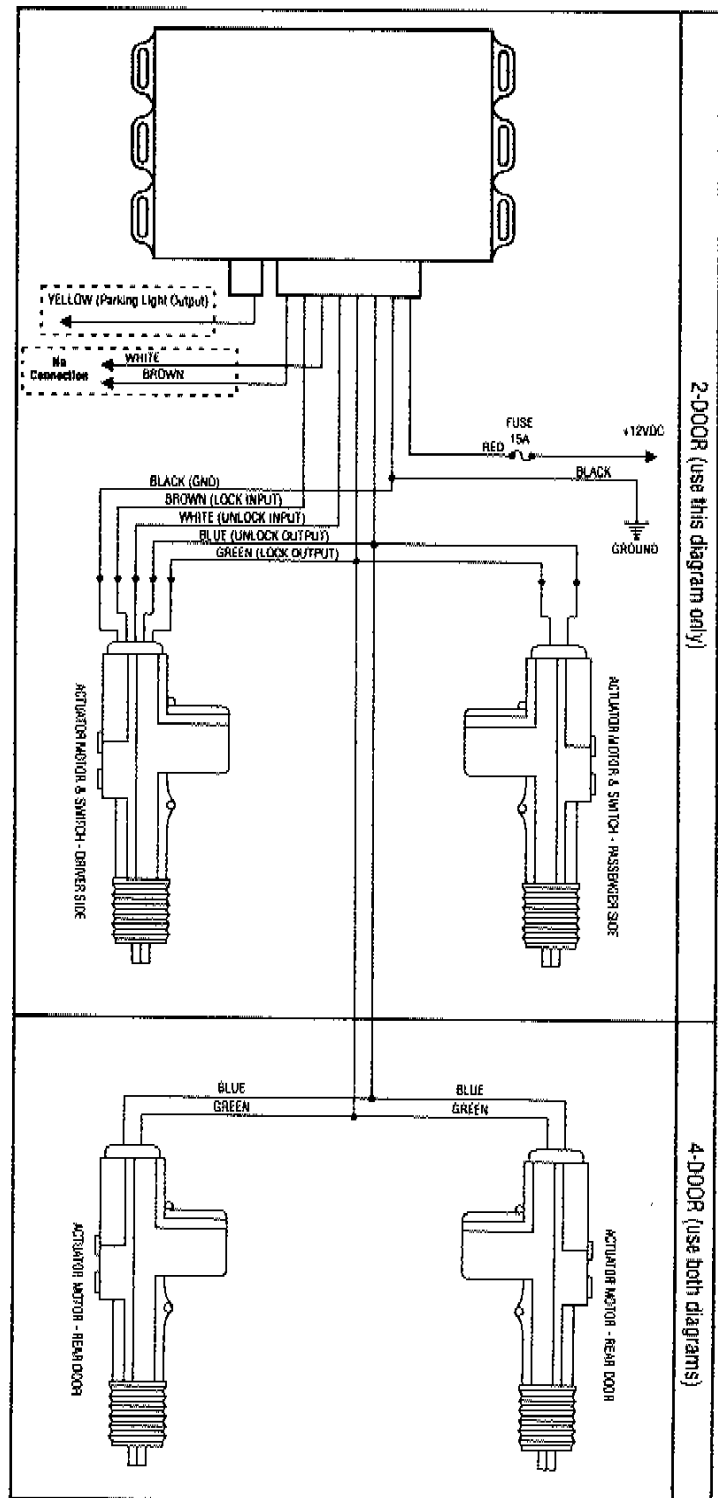 YELLOW (Parking Light Output)
No
Connection
WHITE
BROWN
FUSE
15A
RED
+12VDC
BLACK
GROUND
BLACK (GND)
BROWN (LOCK INPUT)
WHITE (UNLOCK INPUT)
BLUE (UNLOCK OUTPUT)
GREEN (LOCK OUTPUT)
2-DOOR (use this diagram only)
ACTUATOR MOTOR & SWITCH - DRIVER SIDE
ACTUATOR MOTOR & SWITCH - PASSENGER SIDE
BLUE
GREEN
BLUE
GREEN
4-DOOR (use both diagrams)
ACTUATOR MOTOR - REAR DOOR
ACTUATOR MOTOR - REAR DOOR